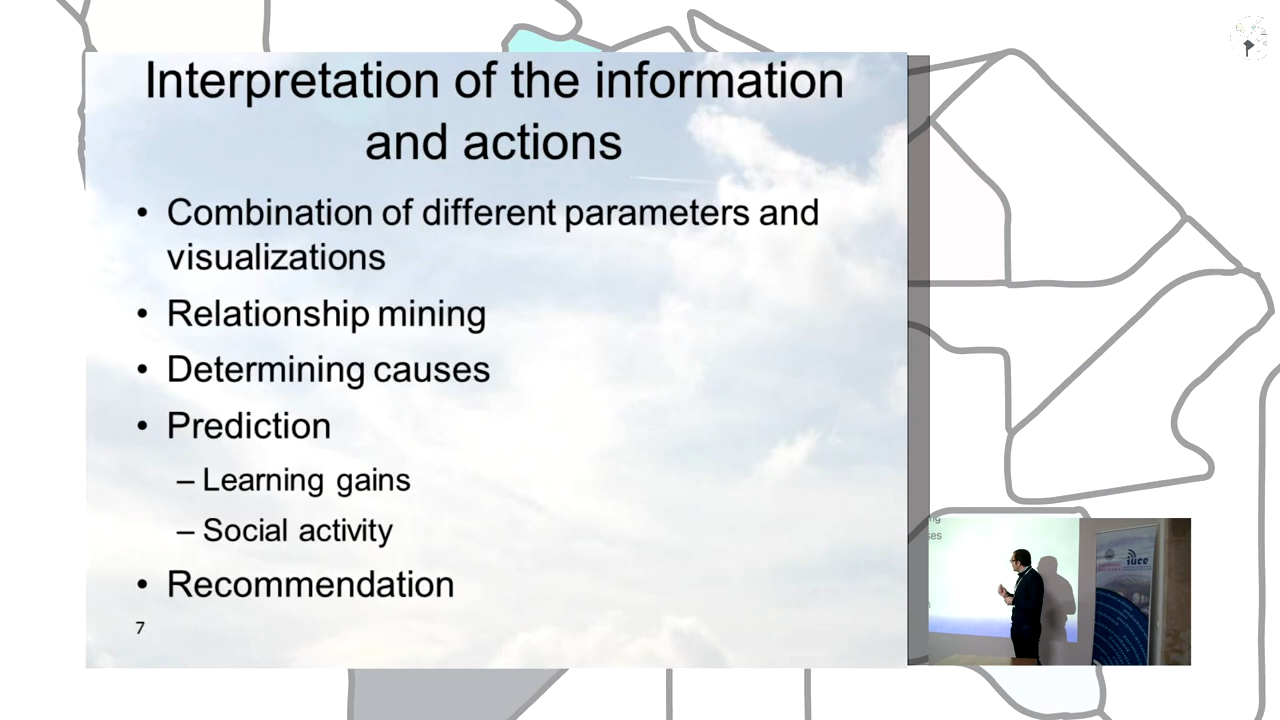 Interpretation of the information
and actions
• Combination of different parameters and
visualizations
• Relationship mining
• Determining causes
• Prediction
– Learning gains
– Social activity
• Recommendation
7
iuce